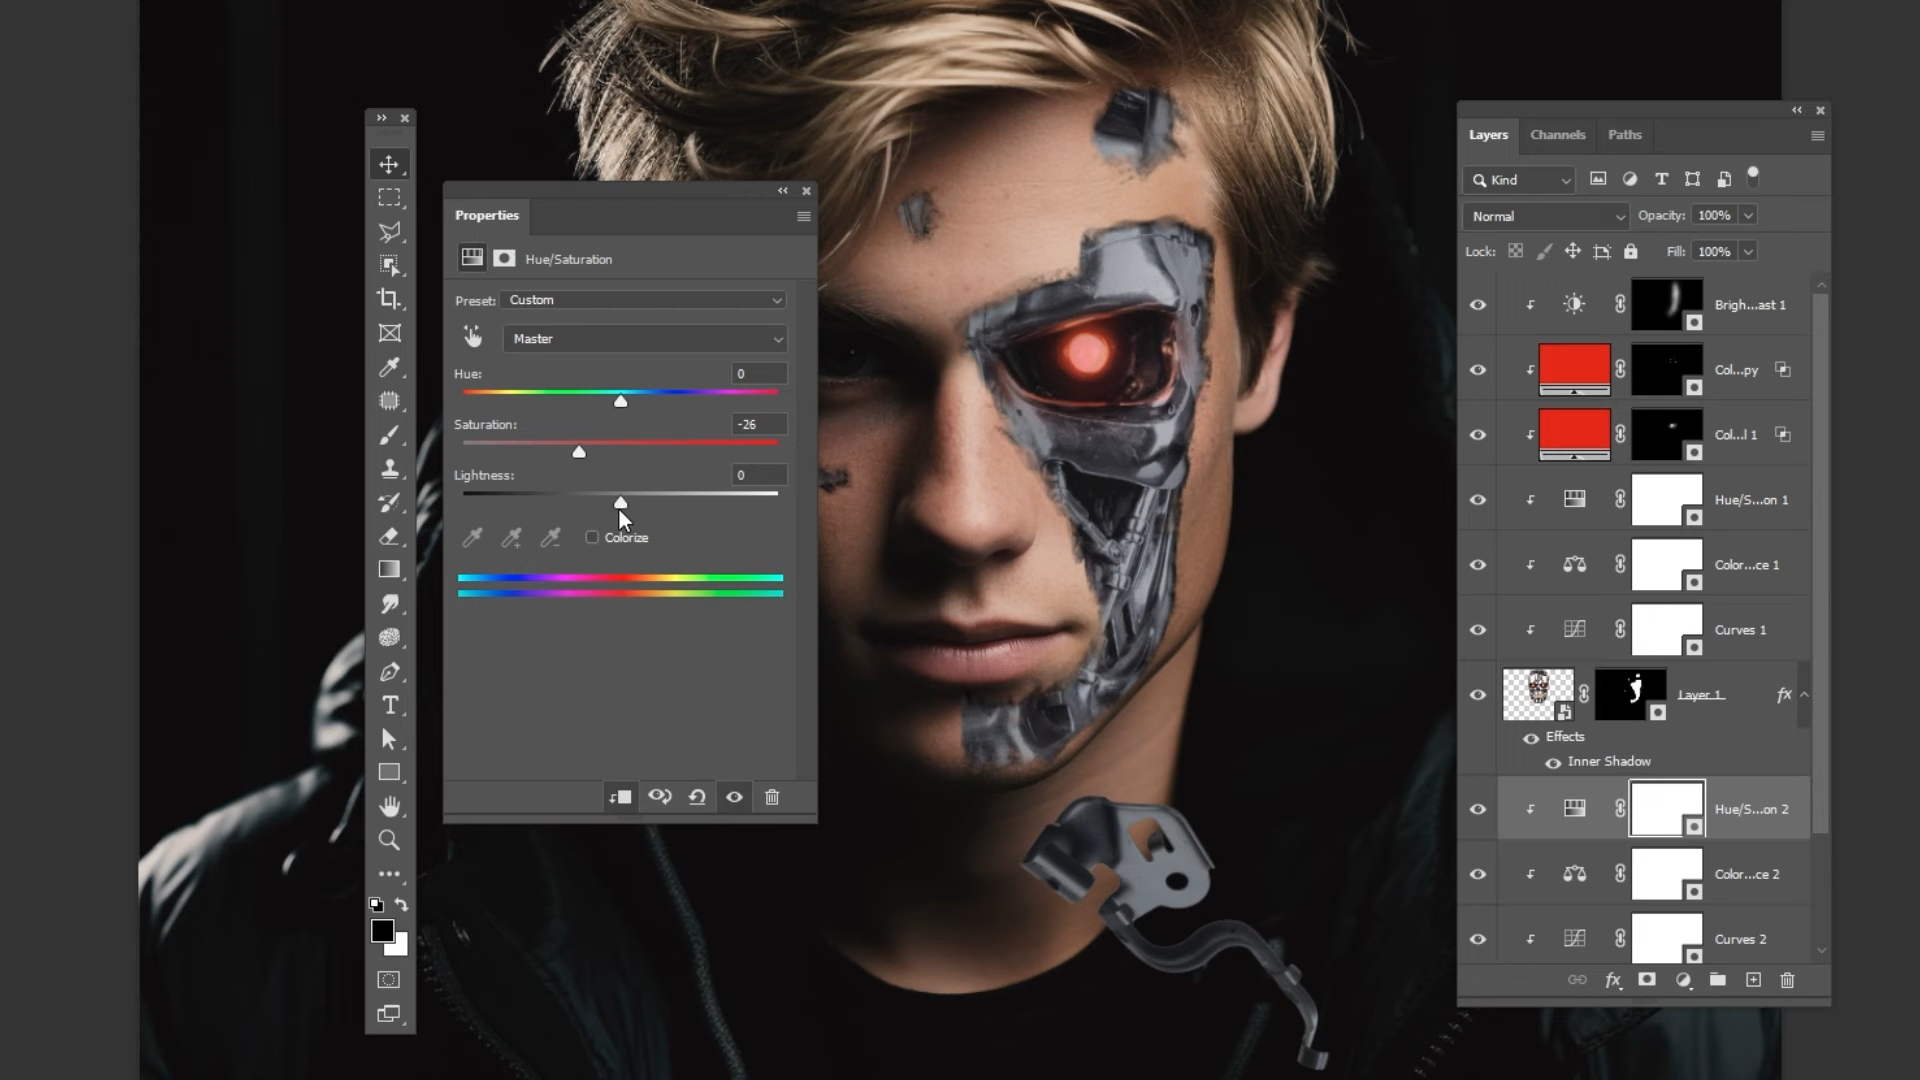 Properties
Hue/Saturation
Preset: Custom
Master
Hue: 0
Saturation: -26
Lightness: 0
Colorize
T
Layers Channels Paths
Kind T
Normal Opacity: 100%
Lock: Fill: 100%
Brigh...ast 1
Col...py
Col...l 1
Hue/S...on 1
Color...ce 1
Curves 1
Layer 1 fx
Effects
Inner Shadow
Hue/S...on 2
Color...ce 2
Curves 2
fx